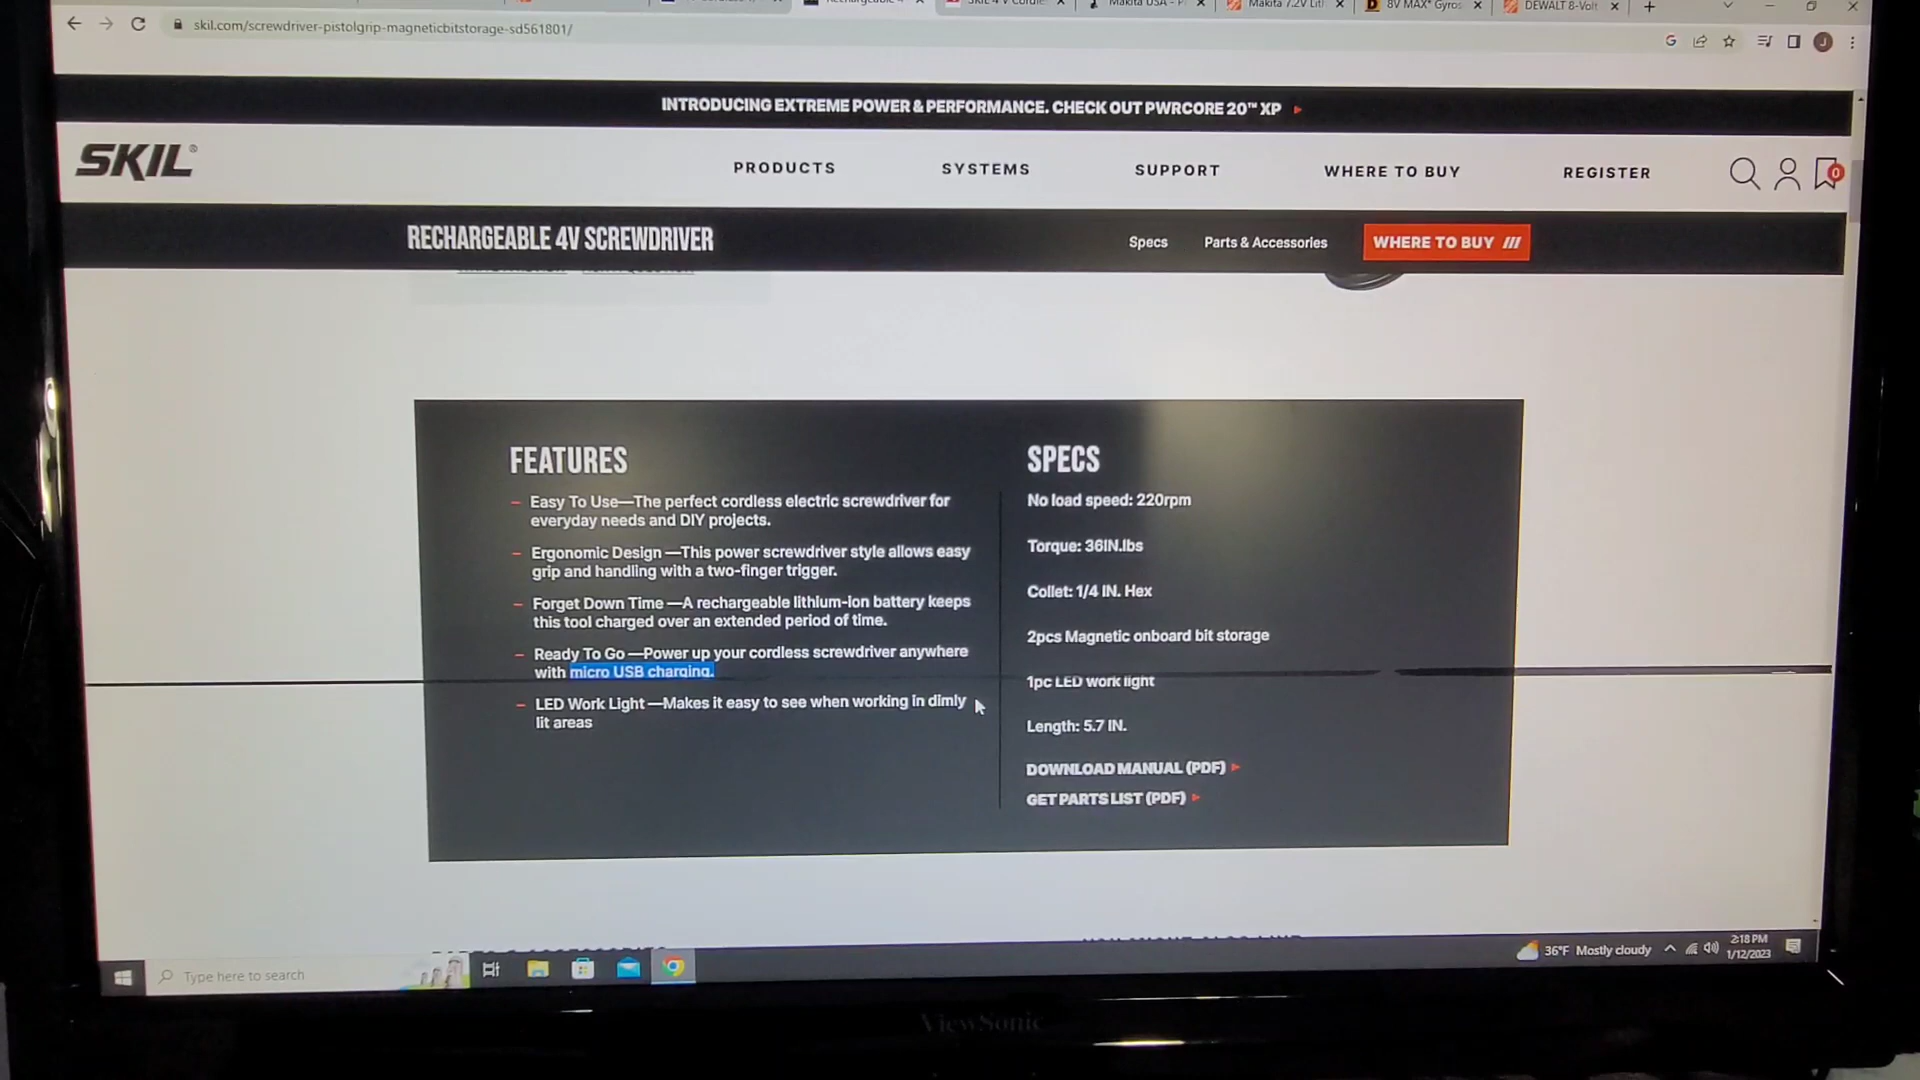 SKIL 4 V Cordle
Makita USA - P
Makita 7.2V Liti
8V MAX* Gyros
DEWALT 8-Volt
skil.com/screwdriver-pistolgrip-magneticbitstorage-sd561801/
J
INTRODUCING EXTREME POWER & PERFORMANCE. CHECK OUT PWRCORE 20™ XP
SKIL®
PRODUCTS
SYSTEMS
SUPPORT
WHERE TO BUY
REGISTER
0
RECHARGEABLE 4V SCREWDRIVER
Specs
Parts & Accessories
WHERE TO BUY
FEATURES
– Easy To Use—The perfect cordless electric screwdriver for
everyday needs and DIY projects.
– Ergonomic Design —This power screwdriver style allows easy
grip and handling with a two-finger trigger.
– Forget Down Time —A rechargeable lithium-ion battery keeps
this tool charged over an extended period of time.
– Ready To Go —Power up your cordless screwdriver anywhere
with micro USB charging.
– LED Work Light —Makes it easy to see when working in dimly
lit areas
SPECS
No load speed: 220rpm
Torque: 36IN.lbs
Collet: 1/4 IN. Hex
2pcs Magnetic onboard bit storage
1pc LED work light
Length: 5.7 IN.
DOWNLOAD MANUAL (PDF)
GET PARTS LIST (PDF)
Type here to search
36°F Mostly cloudy
2:18 PM
1/12/2023
ViewSonic